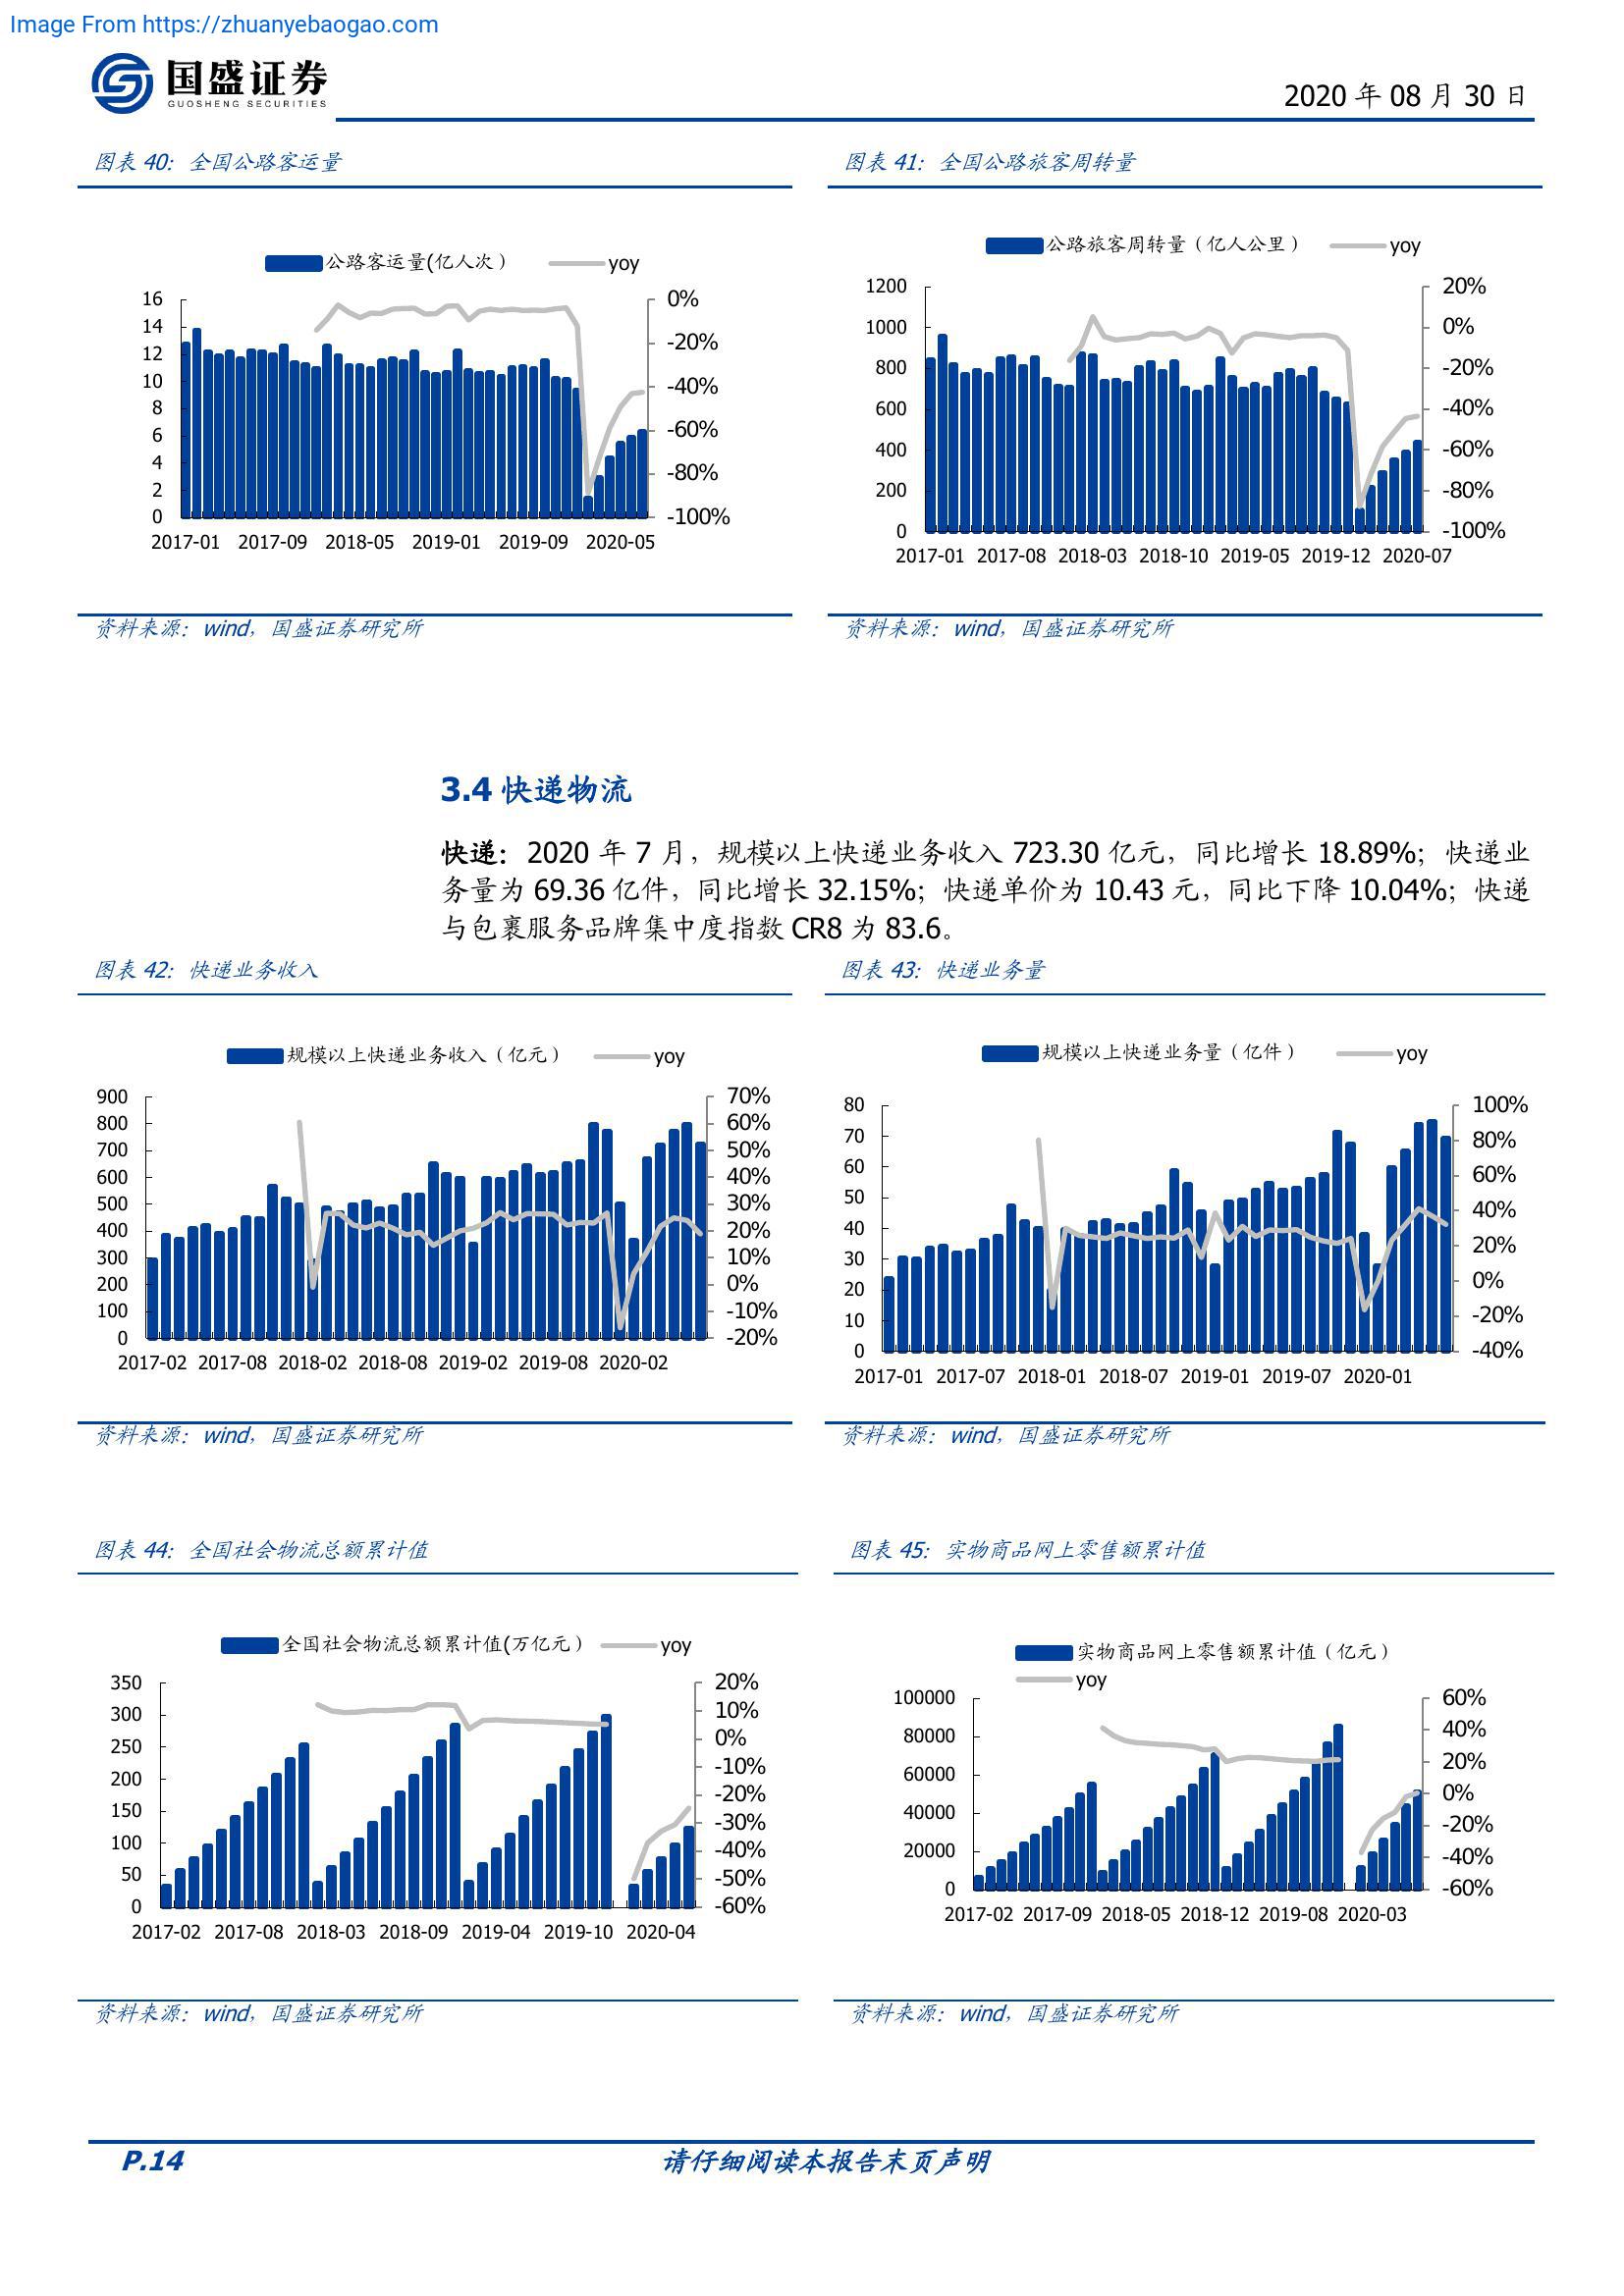 Image From https://zhuanyebaogao.com
国盛证券
GUOSHENG SECURITIES
2020 年 08 月 30 日
图表 40：全国公路客运量
图表 41：全国公路旅客周转量
公路客运量(亿人次） yoy
16
14
12
10
8
6
4
2
0
0%
-20%
-40%
-60%
-80%
-100%
2017-01 2017-09 2018-05 2019-01 2019-09 2020-05
公路旅客周转量（亿人公里） yoy
1200
1000
800
600
400
200
0
20%
0%
-20%
-40%
-60%
-80%
-100%
2017-01 2017-08 2018-03 2018-10 2019-05 2019-12 2020-07
资料来源：wind，国盛证券研究所
资料来源：wind，国盛证券研究所
3.4 快递物流
快递：2020 年 7 月，规模以上快递业务收入 723.30 亿元，同比增长 18.89%；快递业
务量为 69.36 亿件，同比增长 32.15%；快递单价为 10.43 元，同比下降 10.04%；快递
与包裹服务品牌集中度指数 CR8 为 83.6。
图表 42：快递业务收入
图表 43：快递业务量
规模以上快递业务收入（亿元） yoy
900
800
700
600
500
400
300
200
100
0
70%
60%
50%
40%
30%
20%
10%
0%
-10%
-20%
2017-02 2017-08 2018-02 2018-08 2019-02 2019-08 2020-02
规模以上快递业务量（亿件） yoy
80
70
60
50
40
30
20
10
0
100%
80%
60%
40%
20%
0%
-20%
-40%
2017-01 2017-07 2018-01 2018-07 2019-01 2019-07 2020-01
资料来源：wind，国盛证券研究所
资料来源：wind，国盛证券研究所
图表 44：全国社会物流总额累计值
图表 45：实物商品网上零售额累计值
全国社会物流总额累计值(万亿元） yoy
350
300
250
200
150
100
50
0
20%
10%
0%
-10%
-20%
-30%
-40%
-50%
-60%
2017-02 2017-08 2018-03 2018-09 2019-04 2019-10 2020-04
实物商品网上零售额累计值（亿元）
yoy
100000
80000
60000
40000
20000
0
60%
40%
20%
0%
-20%
-40%
-60%
2017-02 2017-09 2018-05 2018-12 2019-08 2020-03
资料来源：wind，国盛证券研究所
资料来源：wind，国盛证券研究所
P.14
请仔细阅读本报告末页声明